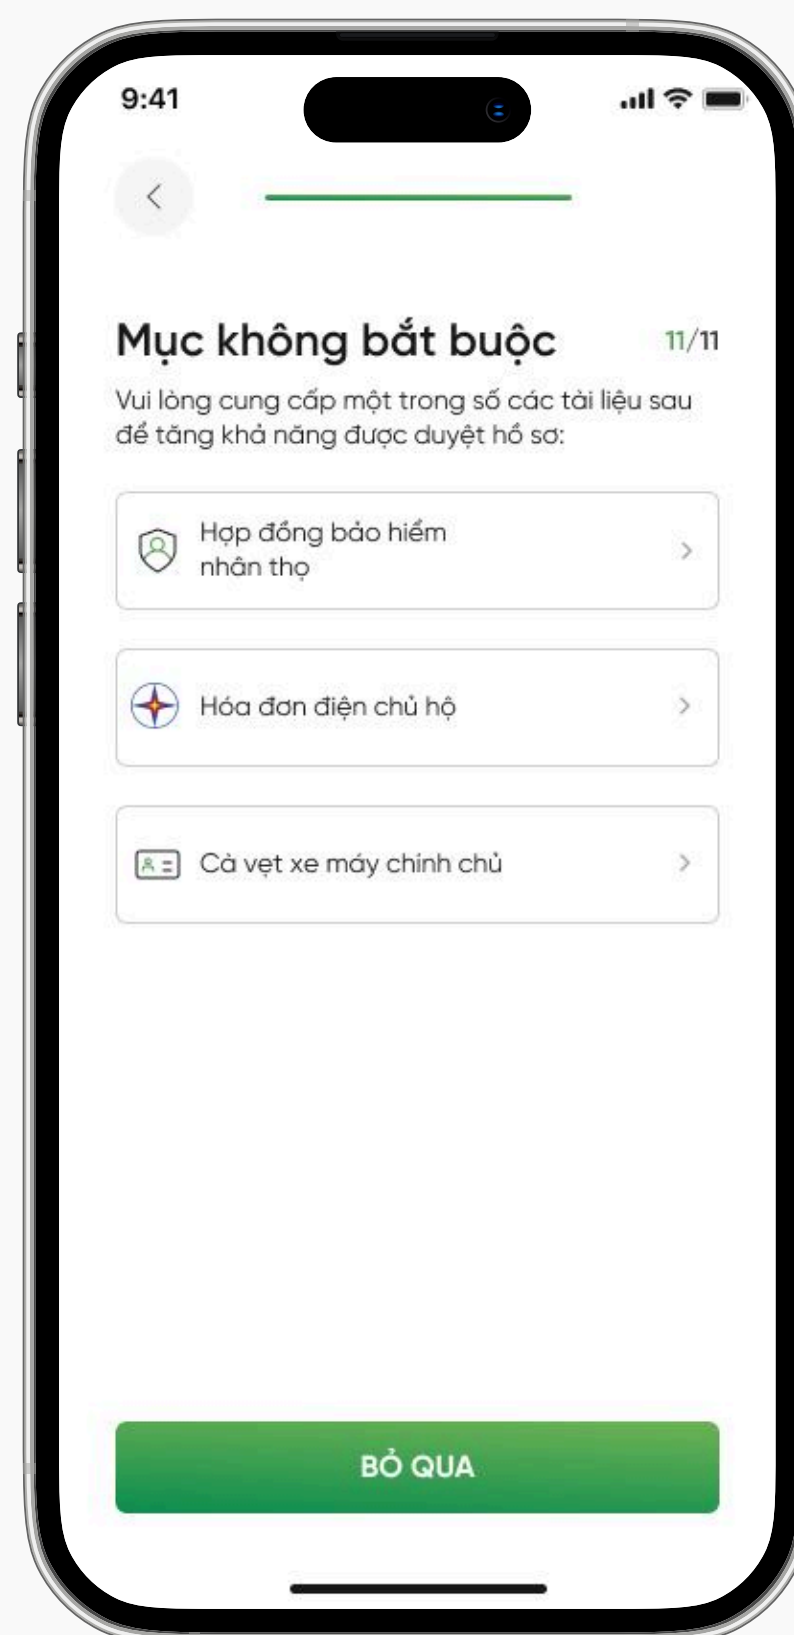 9:41
Mục không bắt buộc 11/11
Vui lòng cung cấp một trong số các tài liệu sau
để tăng khả năng được duyệt hồ sơ:
Hợp đồng bảo hiểm
nhân thọ
Hóa đơn điện chủ hộ
Cà vẹt xe máy chính chủ
BỎ QUA